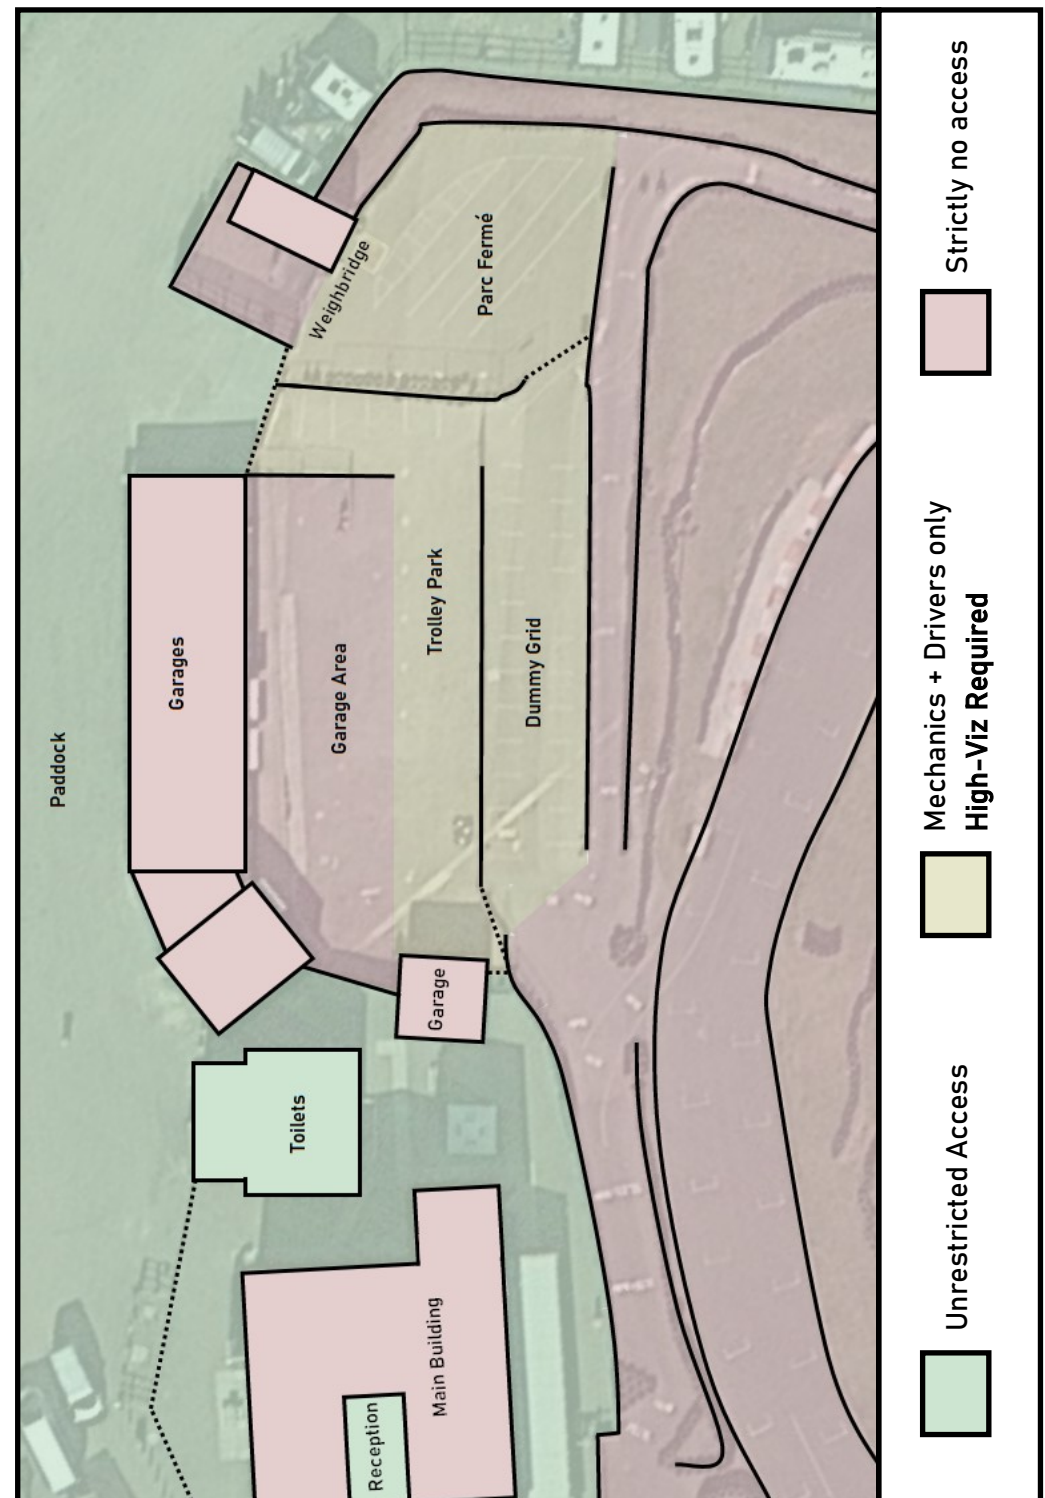 Paddock
Garages
Garage Area
Trolley Park
Dummy Grid
Parc Fermé
Weighbridge
Garage
Toilets
Main Building
Reception
Unrestricted Access
Mechanics + Drivers only
High-Viz Required
Strictly no access